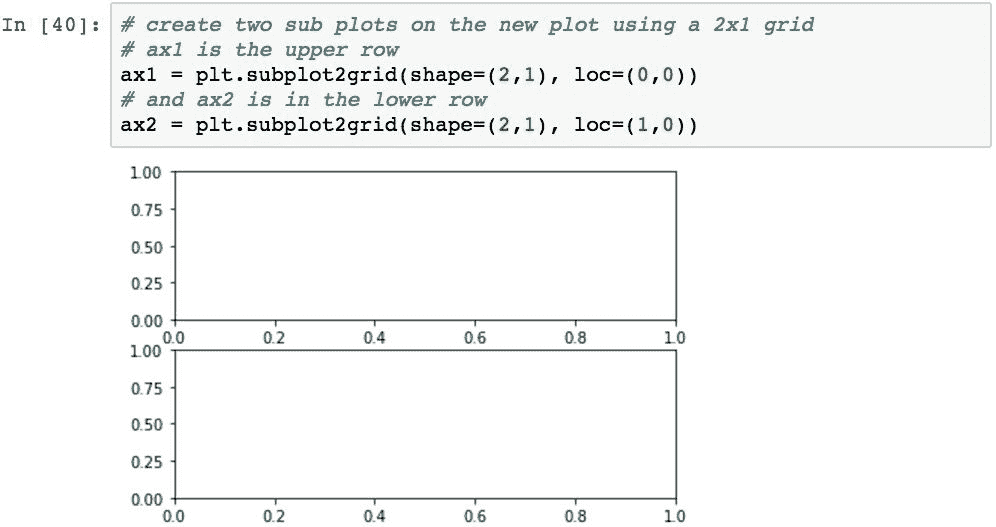 In [40]: # create two sub plots on the new plot using a 2x1 grid
# ax1 is the upper row
ax1 = plt.subplot2grid(shape=(2,1), loc=(0,0))
# and ax2 is in the lower row
ax2 = plt.subplot2grid(shape=(2,1), loc=(1,0))
1.00
0.75
0.50
0.25
0.00
0.0 0.2 0.4 0.6 0.8 1.0
1.00
0.75
0.50
0.25
0.00
0.0 0.2 0.4 0.6 0.8 1.0